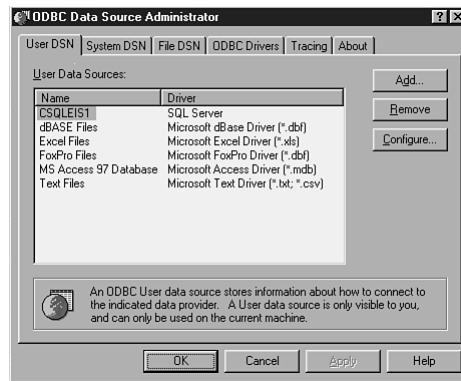 ODBC Data Source Administrator
User DSN System DSN File DSN ODBC Drivers Tracing About
User Data Sources:
Name Driver
CSQLEIS1 SQL Server
dBASE Files Microsoft dBase Driver (*.dbf)
Excel Files Microsoft Excel Driver (*.xls)
FoxPro Files Microsoft FoxPro Driver (*.dbf)
MS Access 97 Database Microsoft Access Driver (*.mdb)
Text Files Microsoft Text Driver (*.txt; *.csv)
Add...
Remove
Configure...
An ODBC User data source stores information about how to connect to
the indicated data provider. A User data source is only visible to you,
and can only be used on the current machine.
OK Cancel Apply Help